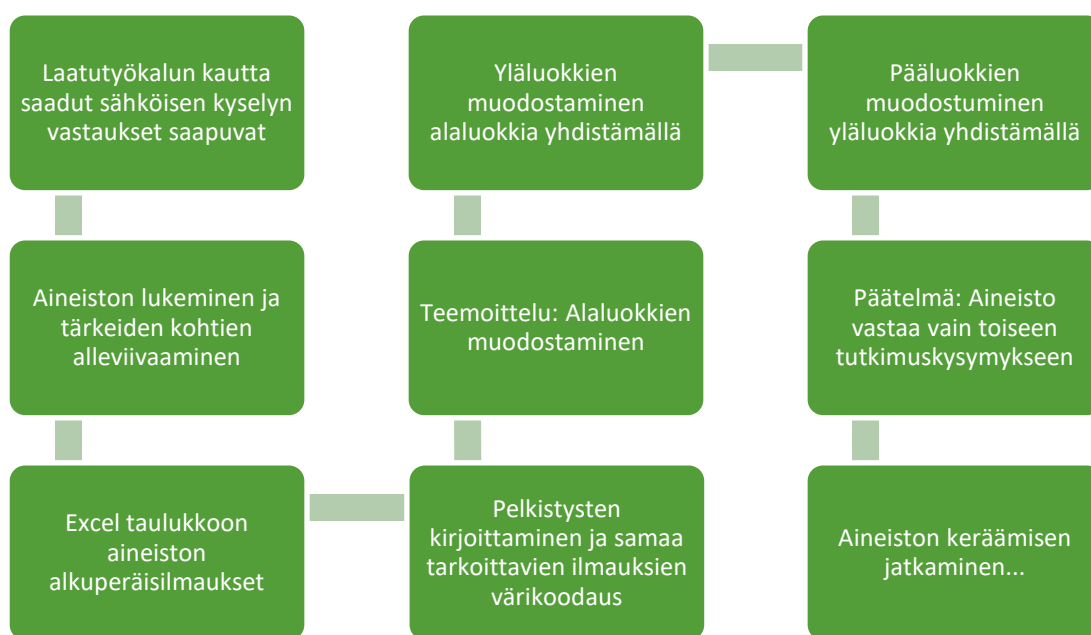 Laatutyökalun kautta
saadut sähköisen kyselyn
vastaukset saapuvat
Aineiston lukeminen ja
tärkeiden kohtien
alleviivaaminen
Excel taulukkoon
aineiston
alkuperäisilmaukset
Pelkistysten
kirjoittaminen ja samaa
tarkoittavien ilmauksien
värikoodaus
Teemoittelu: Alaluokkien
muodostaminen
Yläluokkien
muodostaminen
alaluokkia yhdistämällä
Pääluokkien
muodostuminen
yläluokkia yhdistämällä
Päätelmä: Aineisto
vastaa vain toiseen
tutkimuskysymykseen
Aineiston keräämisen
jatkaminen...